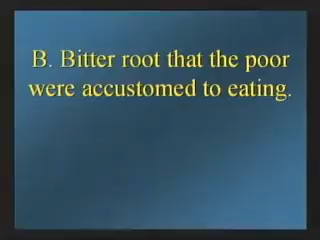 B. Bitter root that the poor
were accustomed to eating.